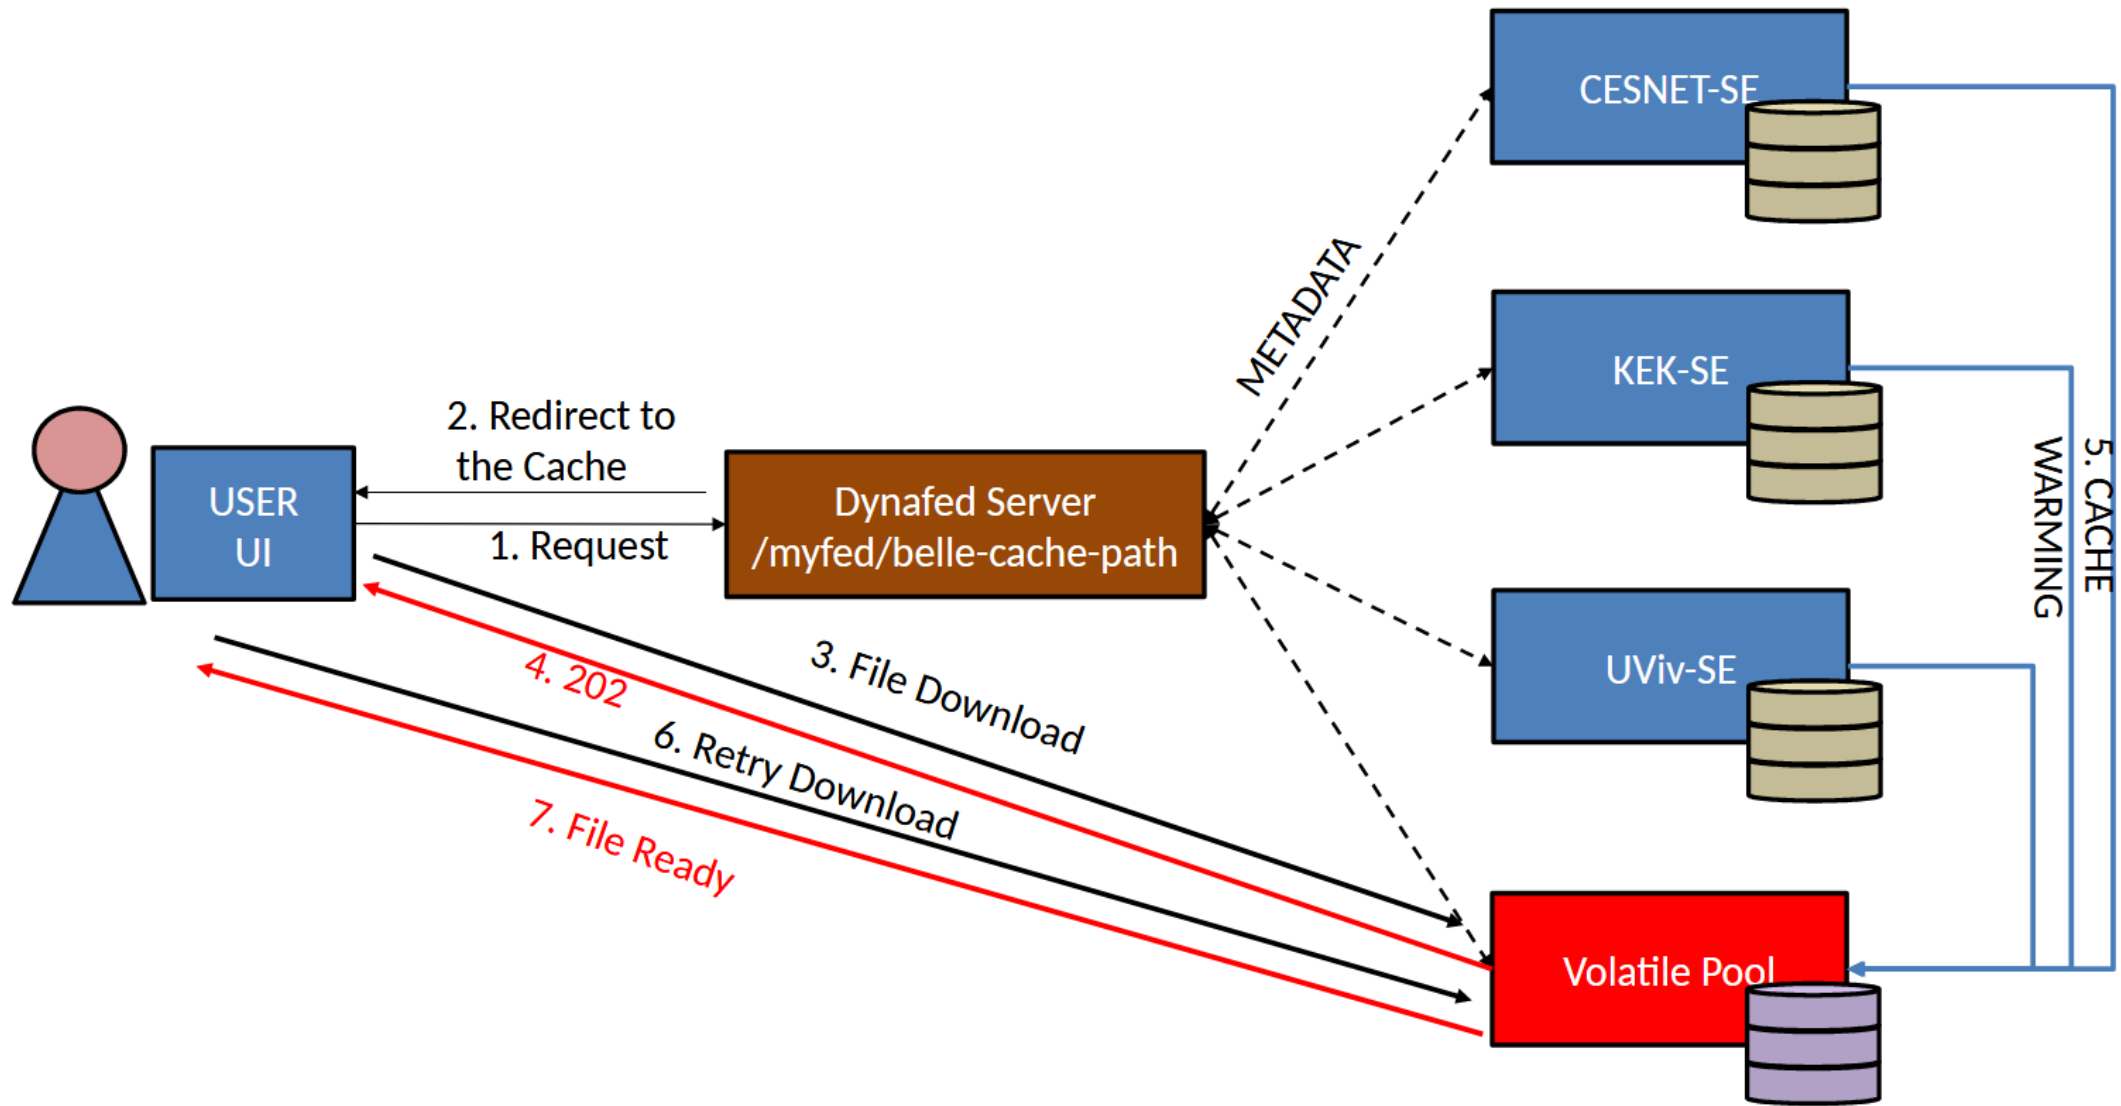 CESNET-SE
METADATA
KEK-SE
2. Redirect to
the Cache
USER
UI
Dynafed Server
/myfed/belle-cache-path
1. Request
5. CACHE
WARMING
3. File Download
4. 202
UViv-SE
6. Retry Download
7. File Ready
Volatile Pool